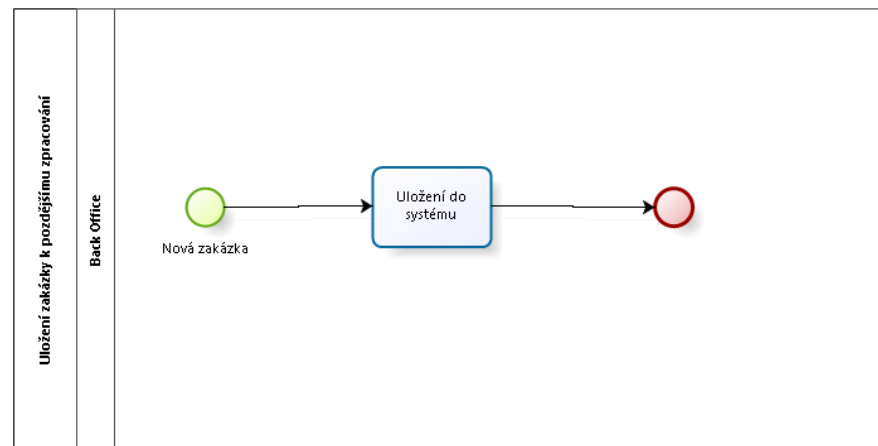 Uložení zakázky k pozdějšímu zpracování
Back Office
Nová zakázka
Uložení do
systému